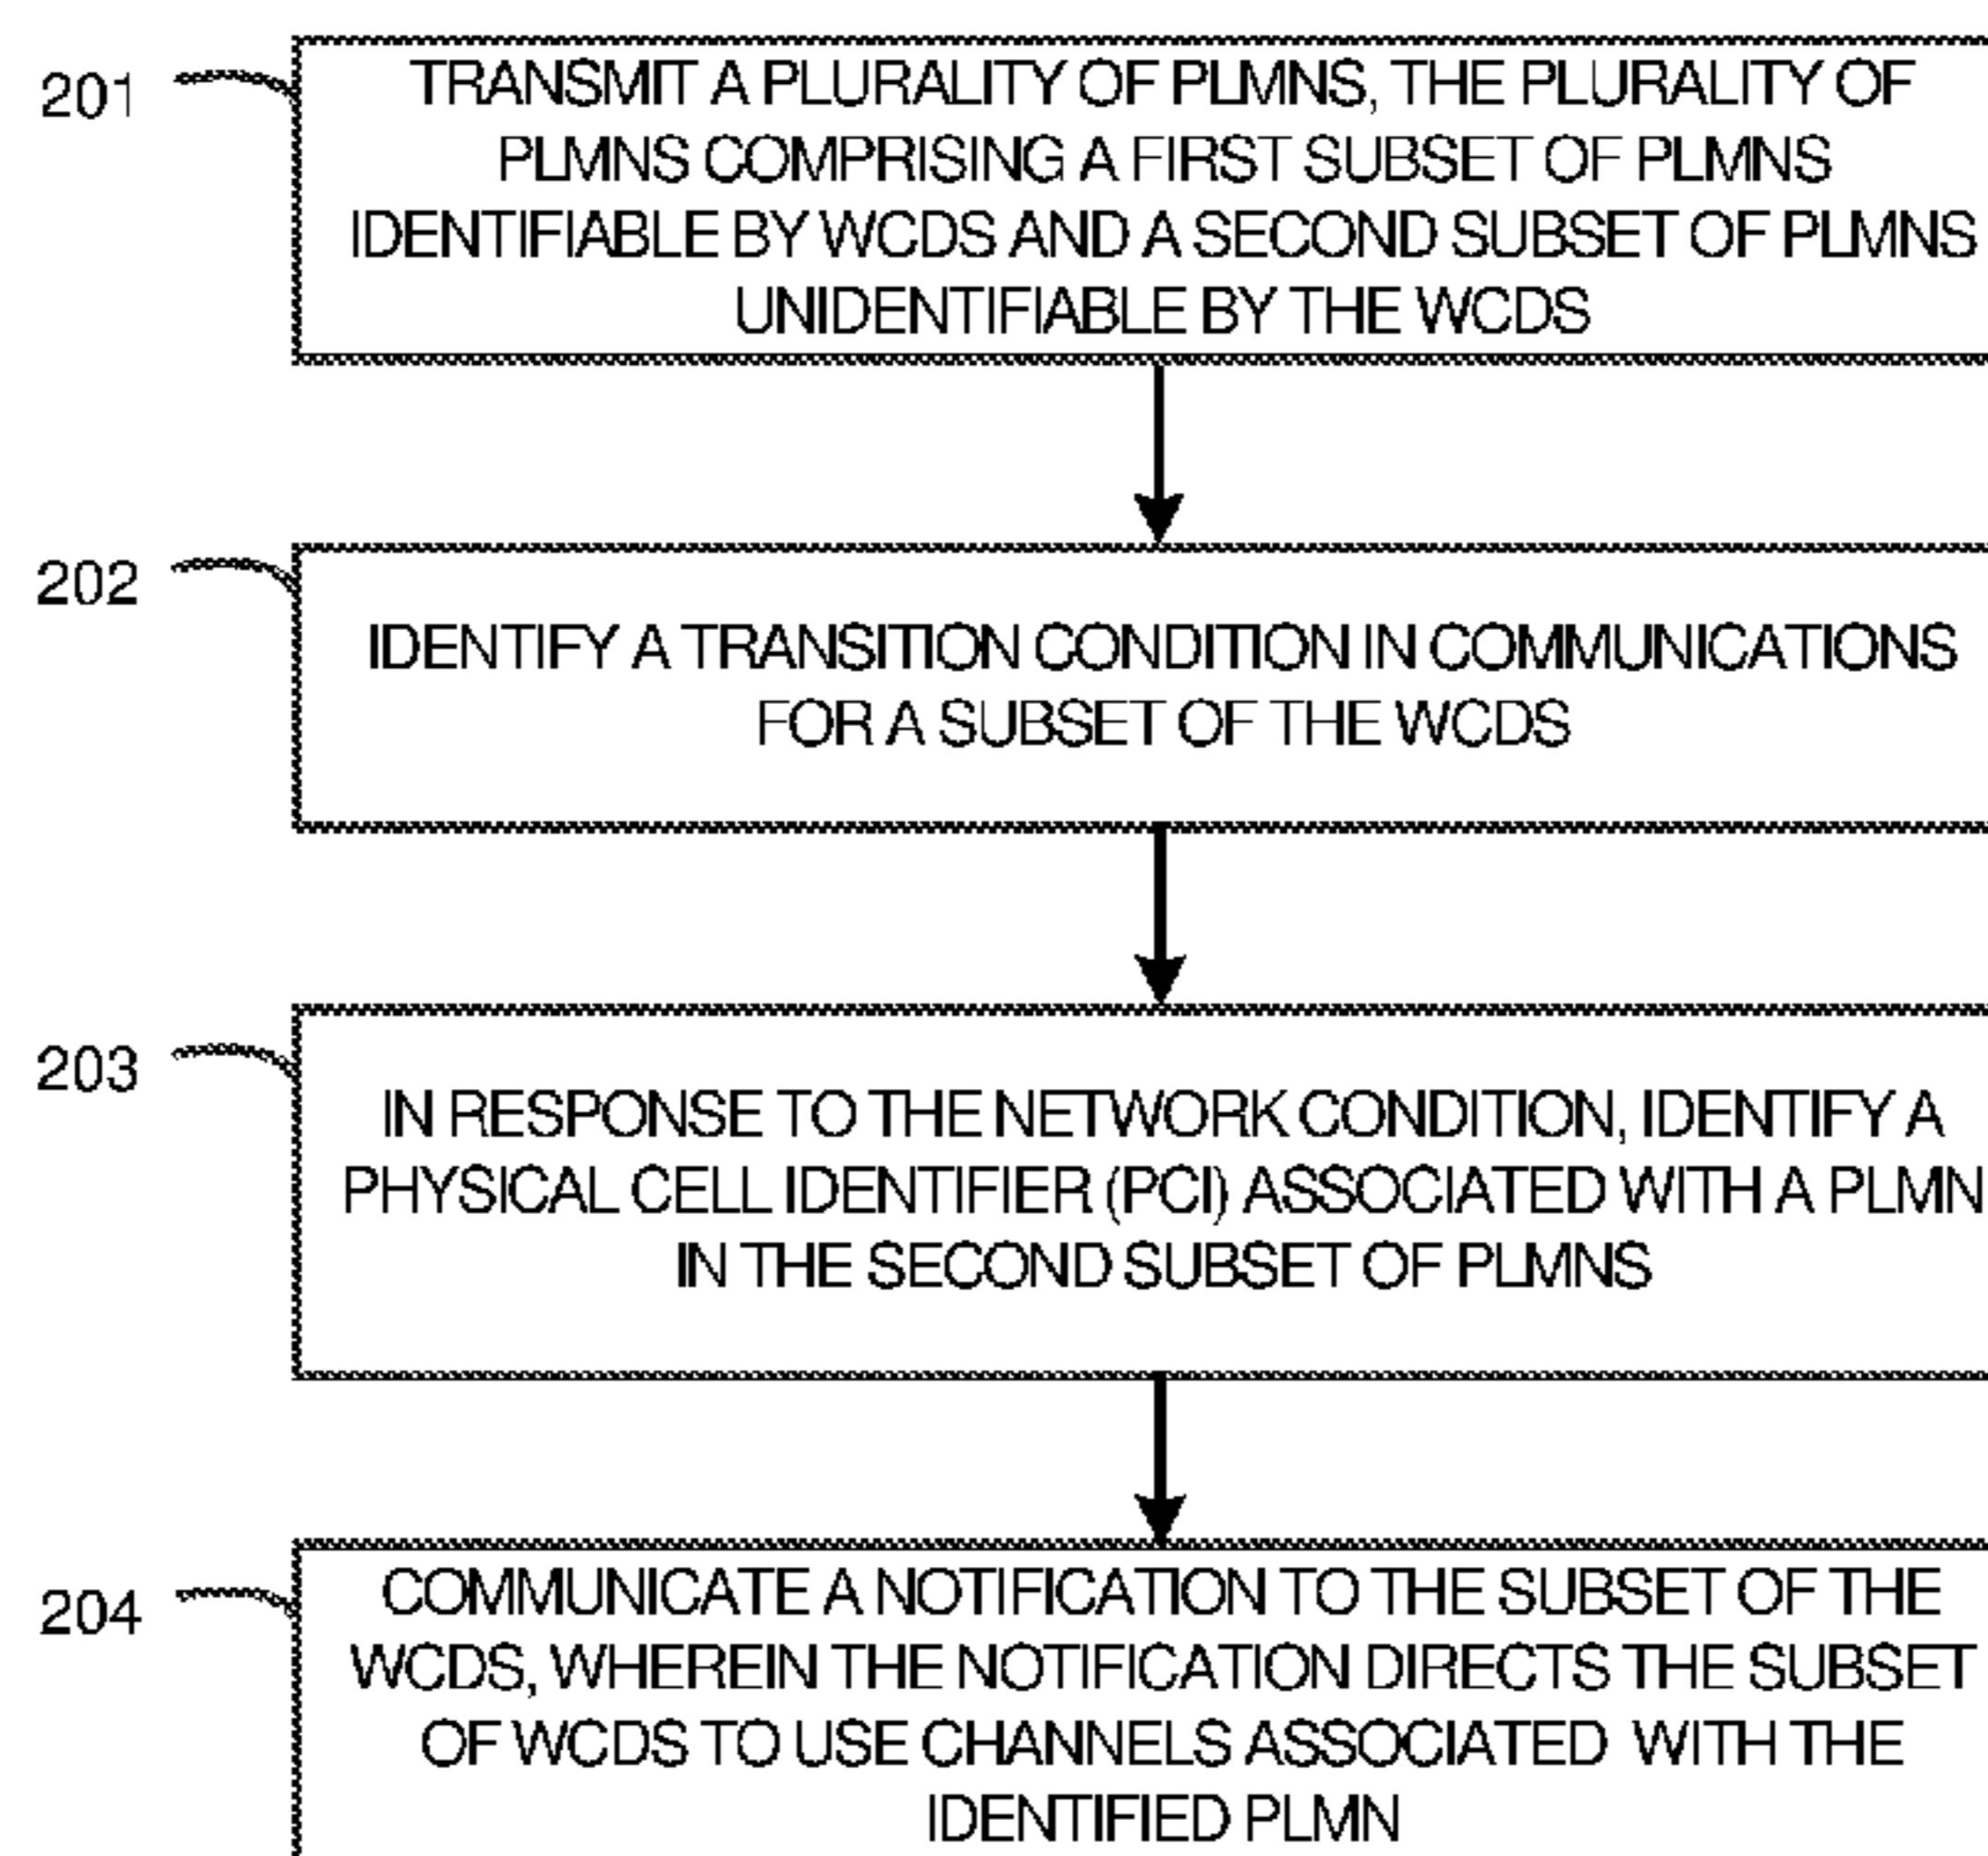 201
TRANSMIT A PLURALITY OF PLMNS, THE PLURALITY OF
PLMNS COMPRISING A FIRST SUBSET OF PLMNS
IDENTIFIABLE BY WCDS AND A SECOND SUBSET OF PLMNS
UNIDENTIFIABLE BY THE WCDS
202
IDENTIFY A TRANSITION CONDITION IN COMMUNICATIONS
FOR A SUBSET OF THE WCDS
203
IN RESPONSE TO THE NETWORK CONDITION, IDENTIFY A
PHYSICAL CELL IDENTIFIER (PCI) ASSOCIATED WITH A PLMN
IN THE SECOND SUBSET OF PLMNS
204
COMMUNICATE A NOTIFICATION TO THE SUBSET OF THE
WCDS, WHEREIN THE NOTIFICATION DIRECTS THE SUBSET
OF WCDS TO USE CHANNELS ASSOCIATED WITH THE
IDENTIFIED PLMN